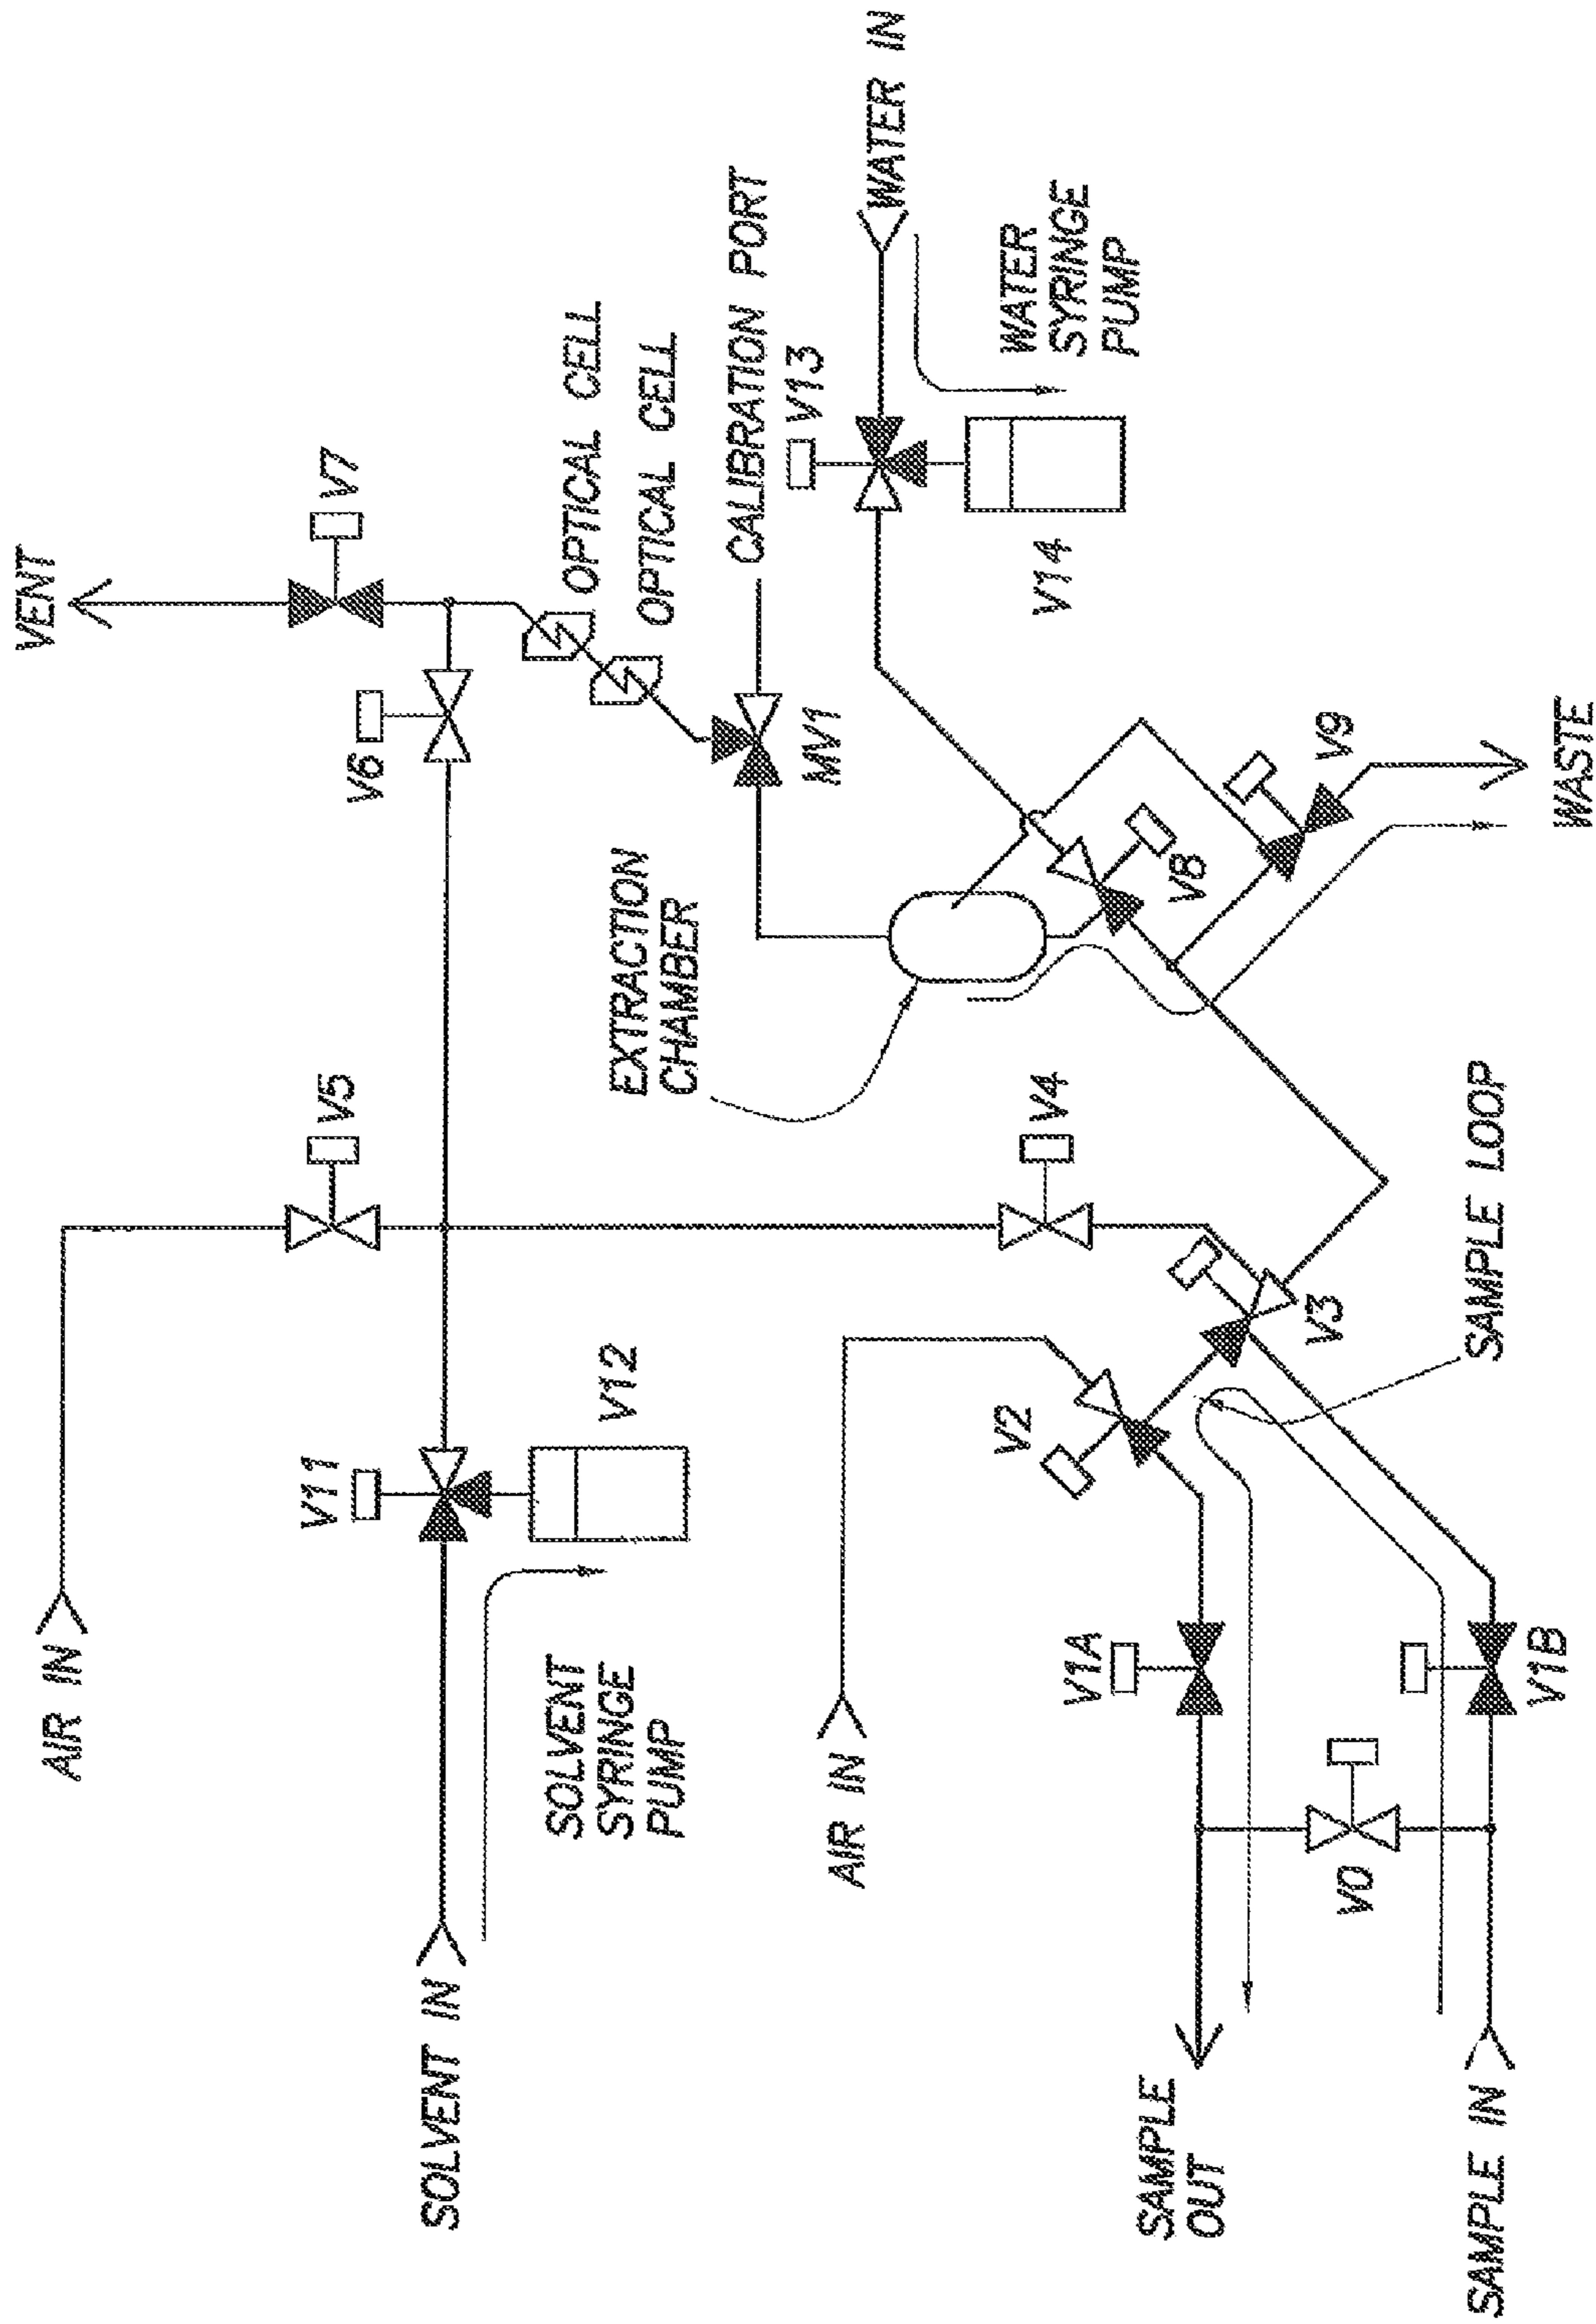 AIR IN
V5
VENT
V7
SOLVENT IN
V11
V6
SOLVENT
SYRINGE
PUMP
V12
OPTICAL CELL
OPTICAL CELL
EXTRACTION
CHAMBER
MV1
CALIBRATION PORT
V13
WATER IN
AIR IN
V2
V4
V14
WATER
SYRINGE
PUMP
V1A
V8
SAMPLE
OUT
V0
V3
V9
SAMPLE IN
V1B
SAMPLE LOOP
WASTE